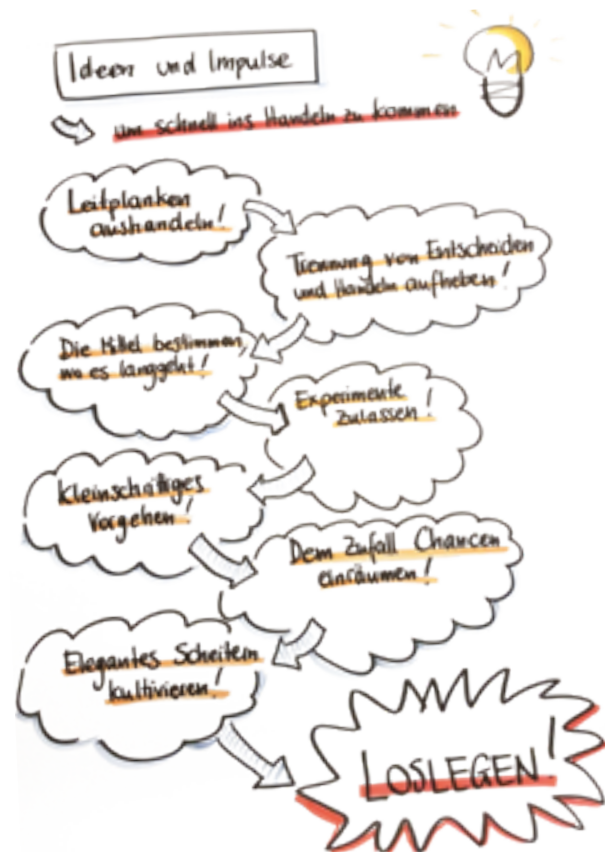 Ideen und Impulse
um schnell ins Handeln zu kommen
Leitplanken
aushandeln!
Trennung von Entscheiden
und Handeln aufheben!
Die Mittel bestimmen,
wo es langgeht!
Experimente
zulassen!
Kleinschrittiges
Vorgehen!
Dem Zufall Chancen
einräumen!
Elegantes Scheitern
kultivieren!
LOSLEGEN!